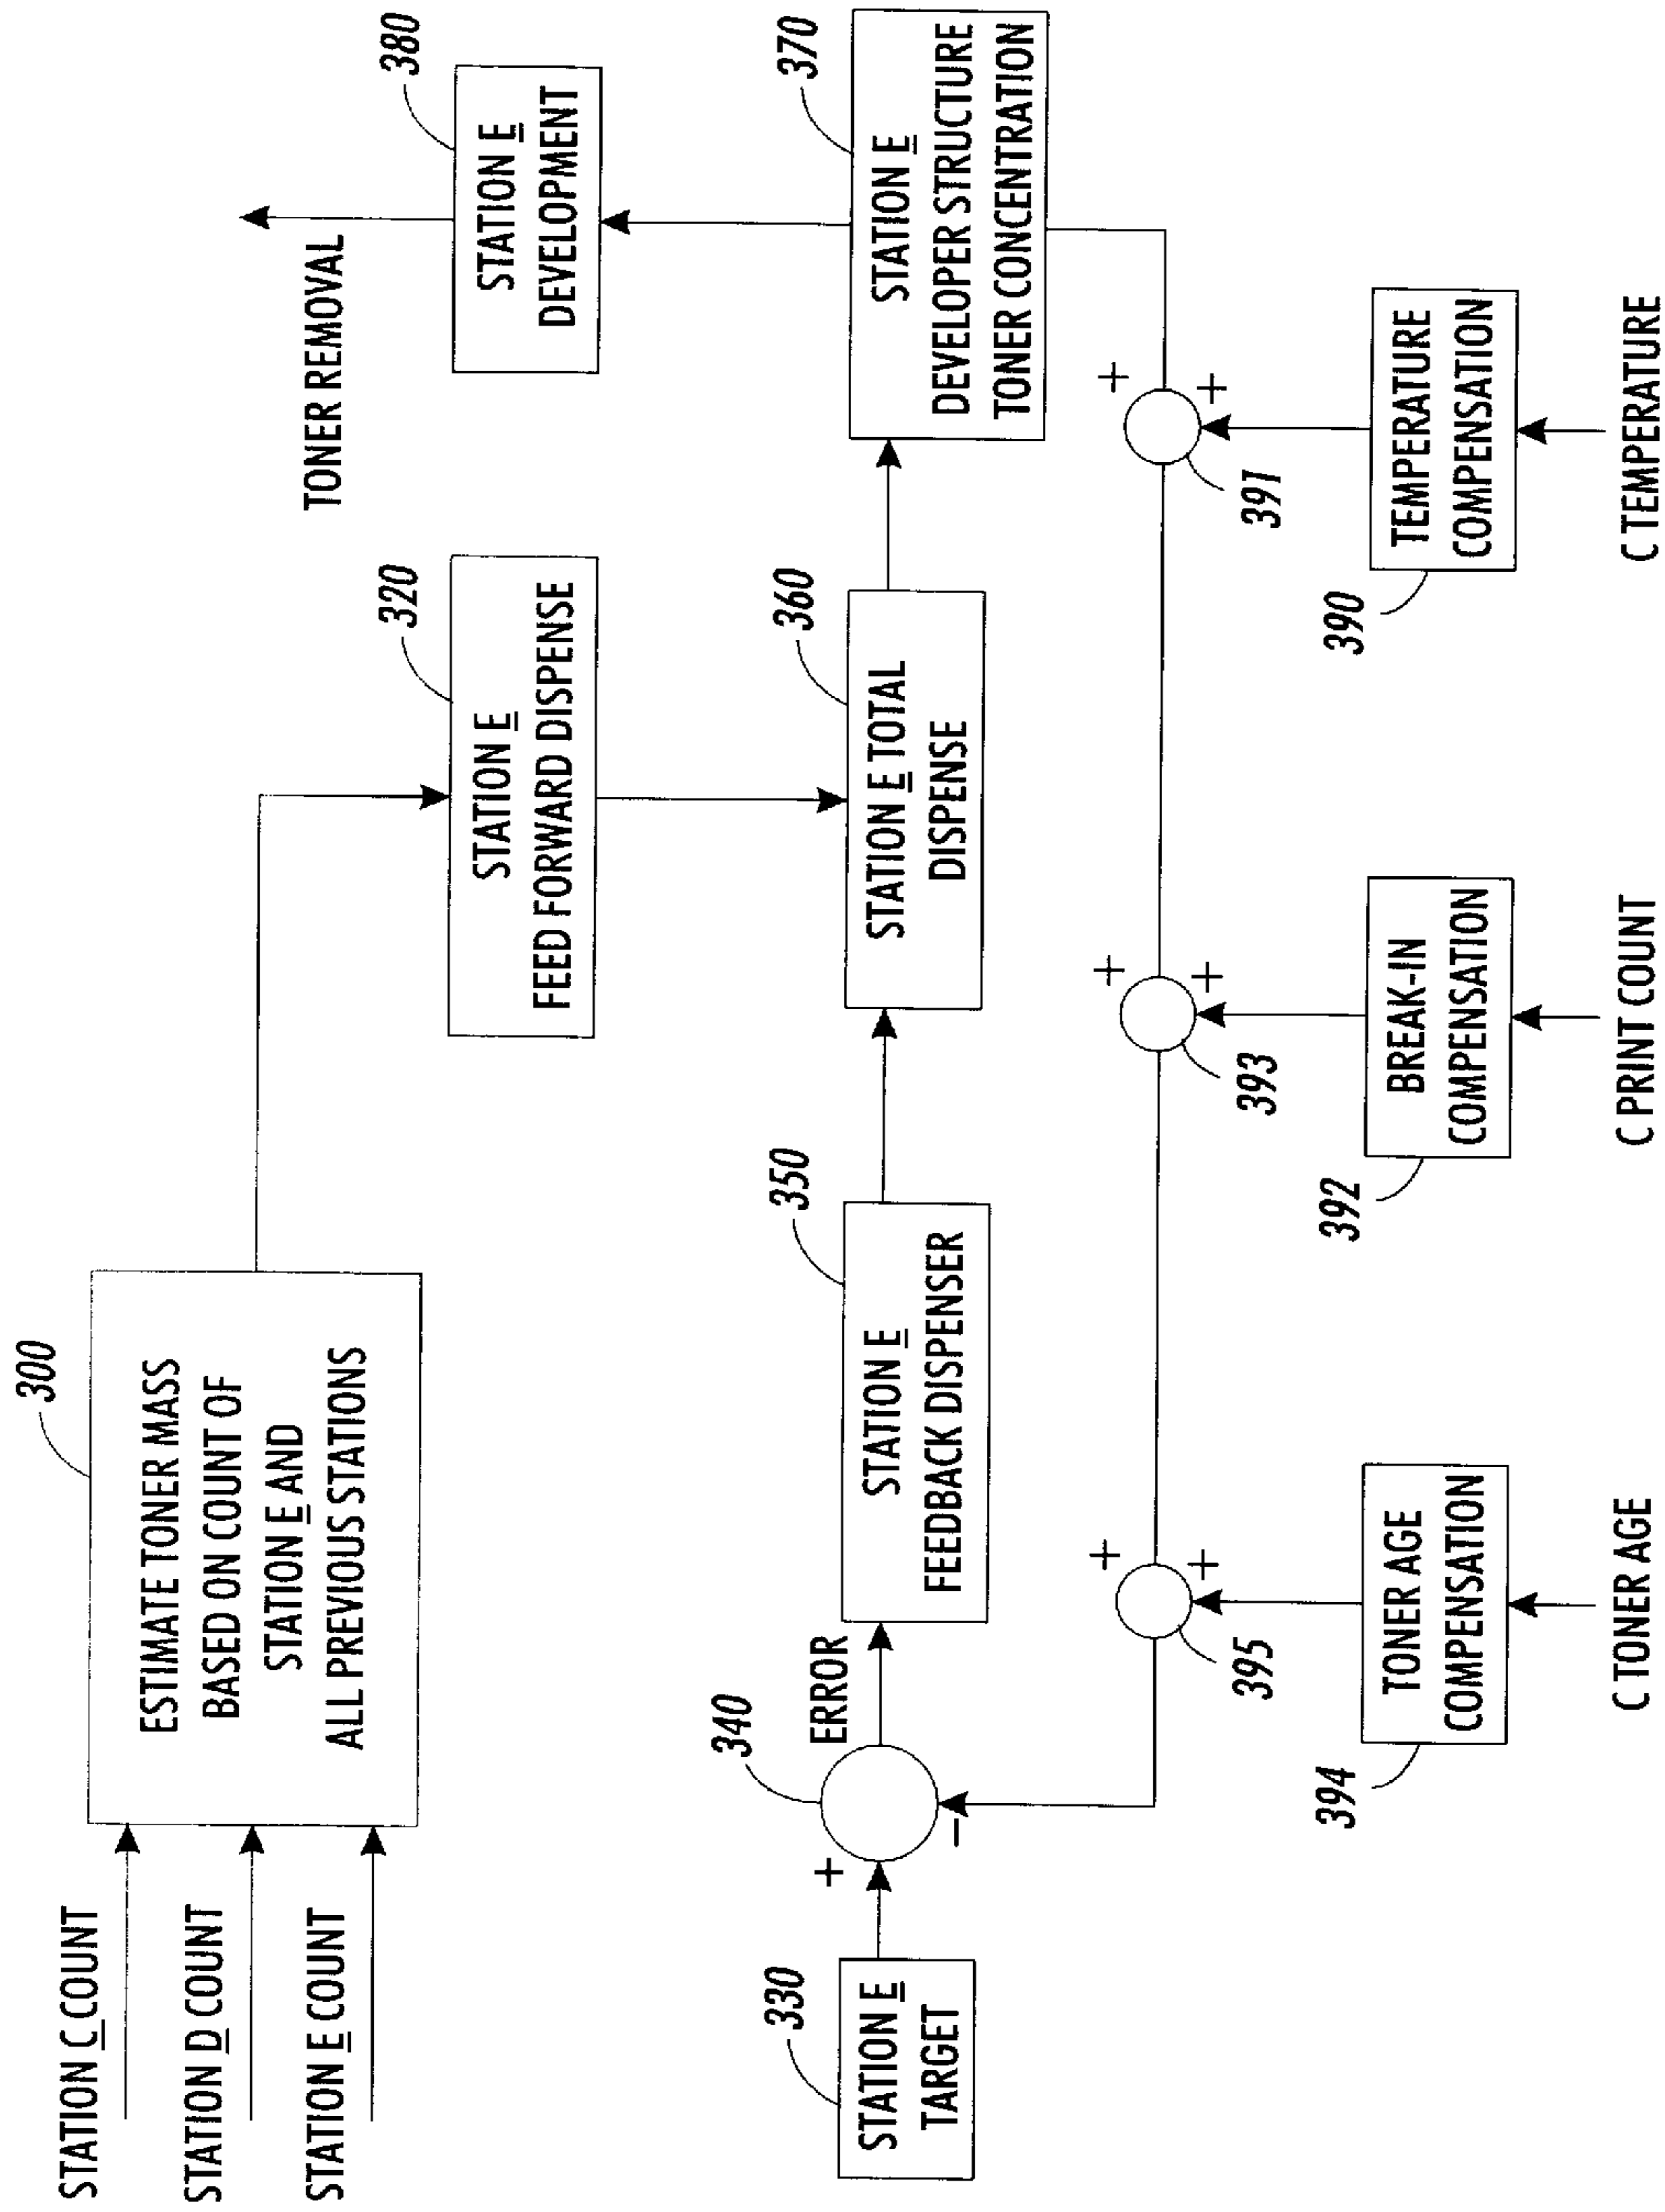 STATION C COUNT
STATION D COUNT
STATION E COUNT
300
ESTIMATE TONER MASS
BASED ON COUNT OF
STATION E AND
ALL PREVIOUS STATIONS
320
STATION E
FEED FORWARD DISPENSE
TONER REMOVAL
380
STATION E
DEVELOPMENT
330
STATION E
TARGET
+
−
340
ERROR
350
STATION E
FEEDBACK DISPENSER
360
STATION E TOTAL
DISPENSE
370
STATION E
DEVELOPER STRUCTURE
TONER CONCENTRATION
+
+
395
+
+
393
+
+
391
394
TONER AGE
COMPENSATION
C TONER AGE
392
BREAK-IN
COMPENSATION
C PRINT COUNT
390
TEMPERATURE
COMPENSATION
C TEMPERATURE